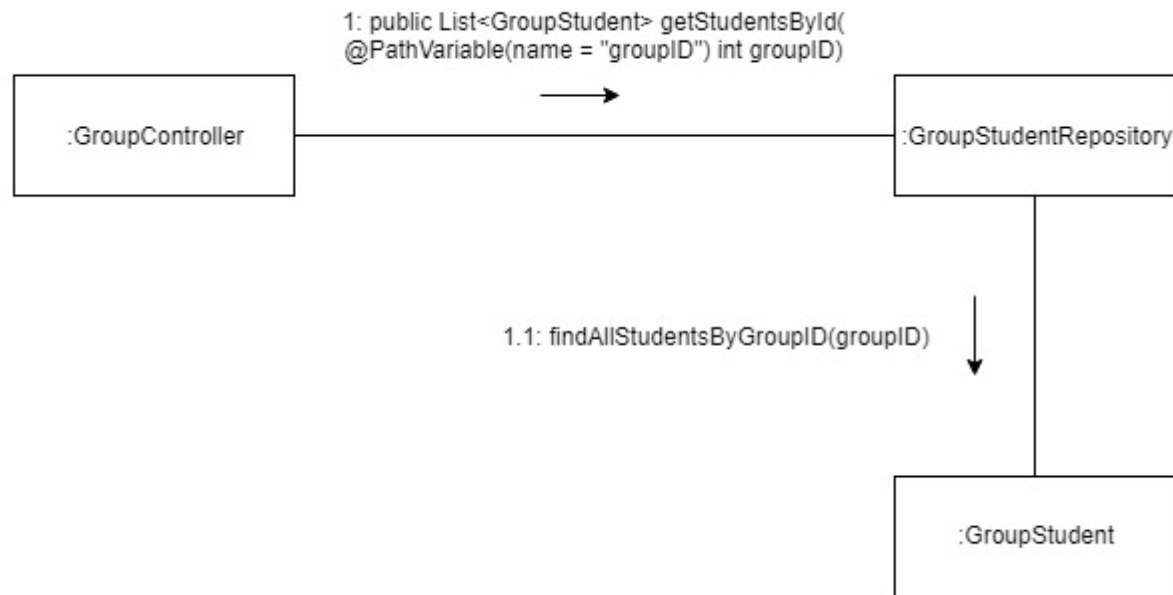 1: public List<GroupStudent> getStudentsById(
@PathVariable(name = "groupID") int groupID)
:GroupController
:GroupStudentRepository
1.1: findAllStudentsByGroupID(groupID)
:GroupStudent